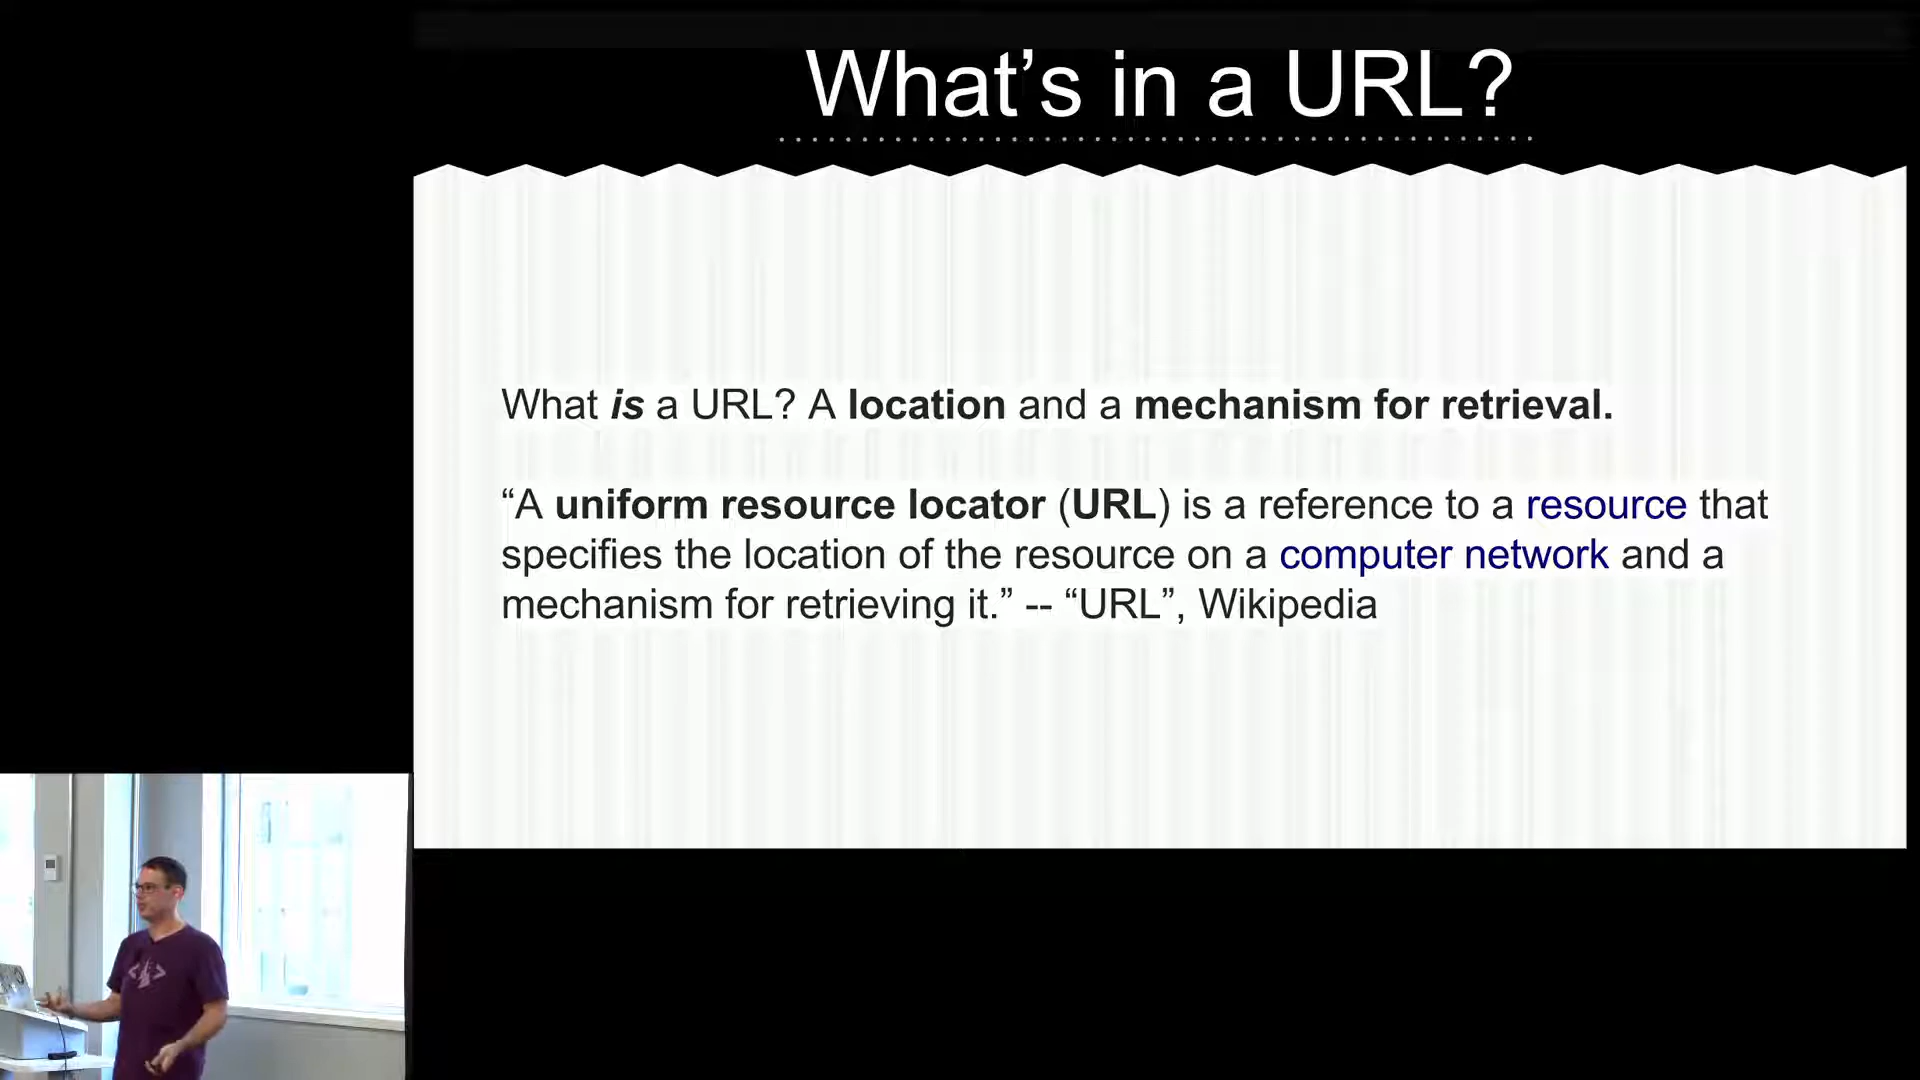 What’s in a URL?
What is a URL? A location and a mechanism for retrieval.
“A uniform resource locator (URL) is a reference to a resource that
specifies the location of the resource on a computer network and a
mechanism for retrieving it.” -- “URL”, Wikipedia